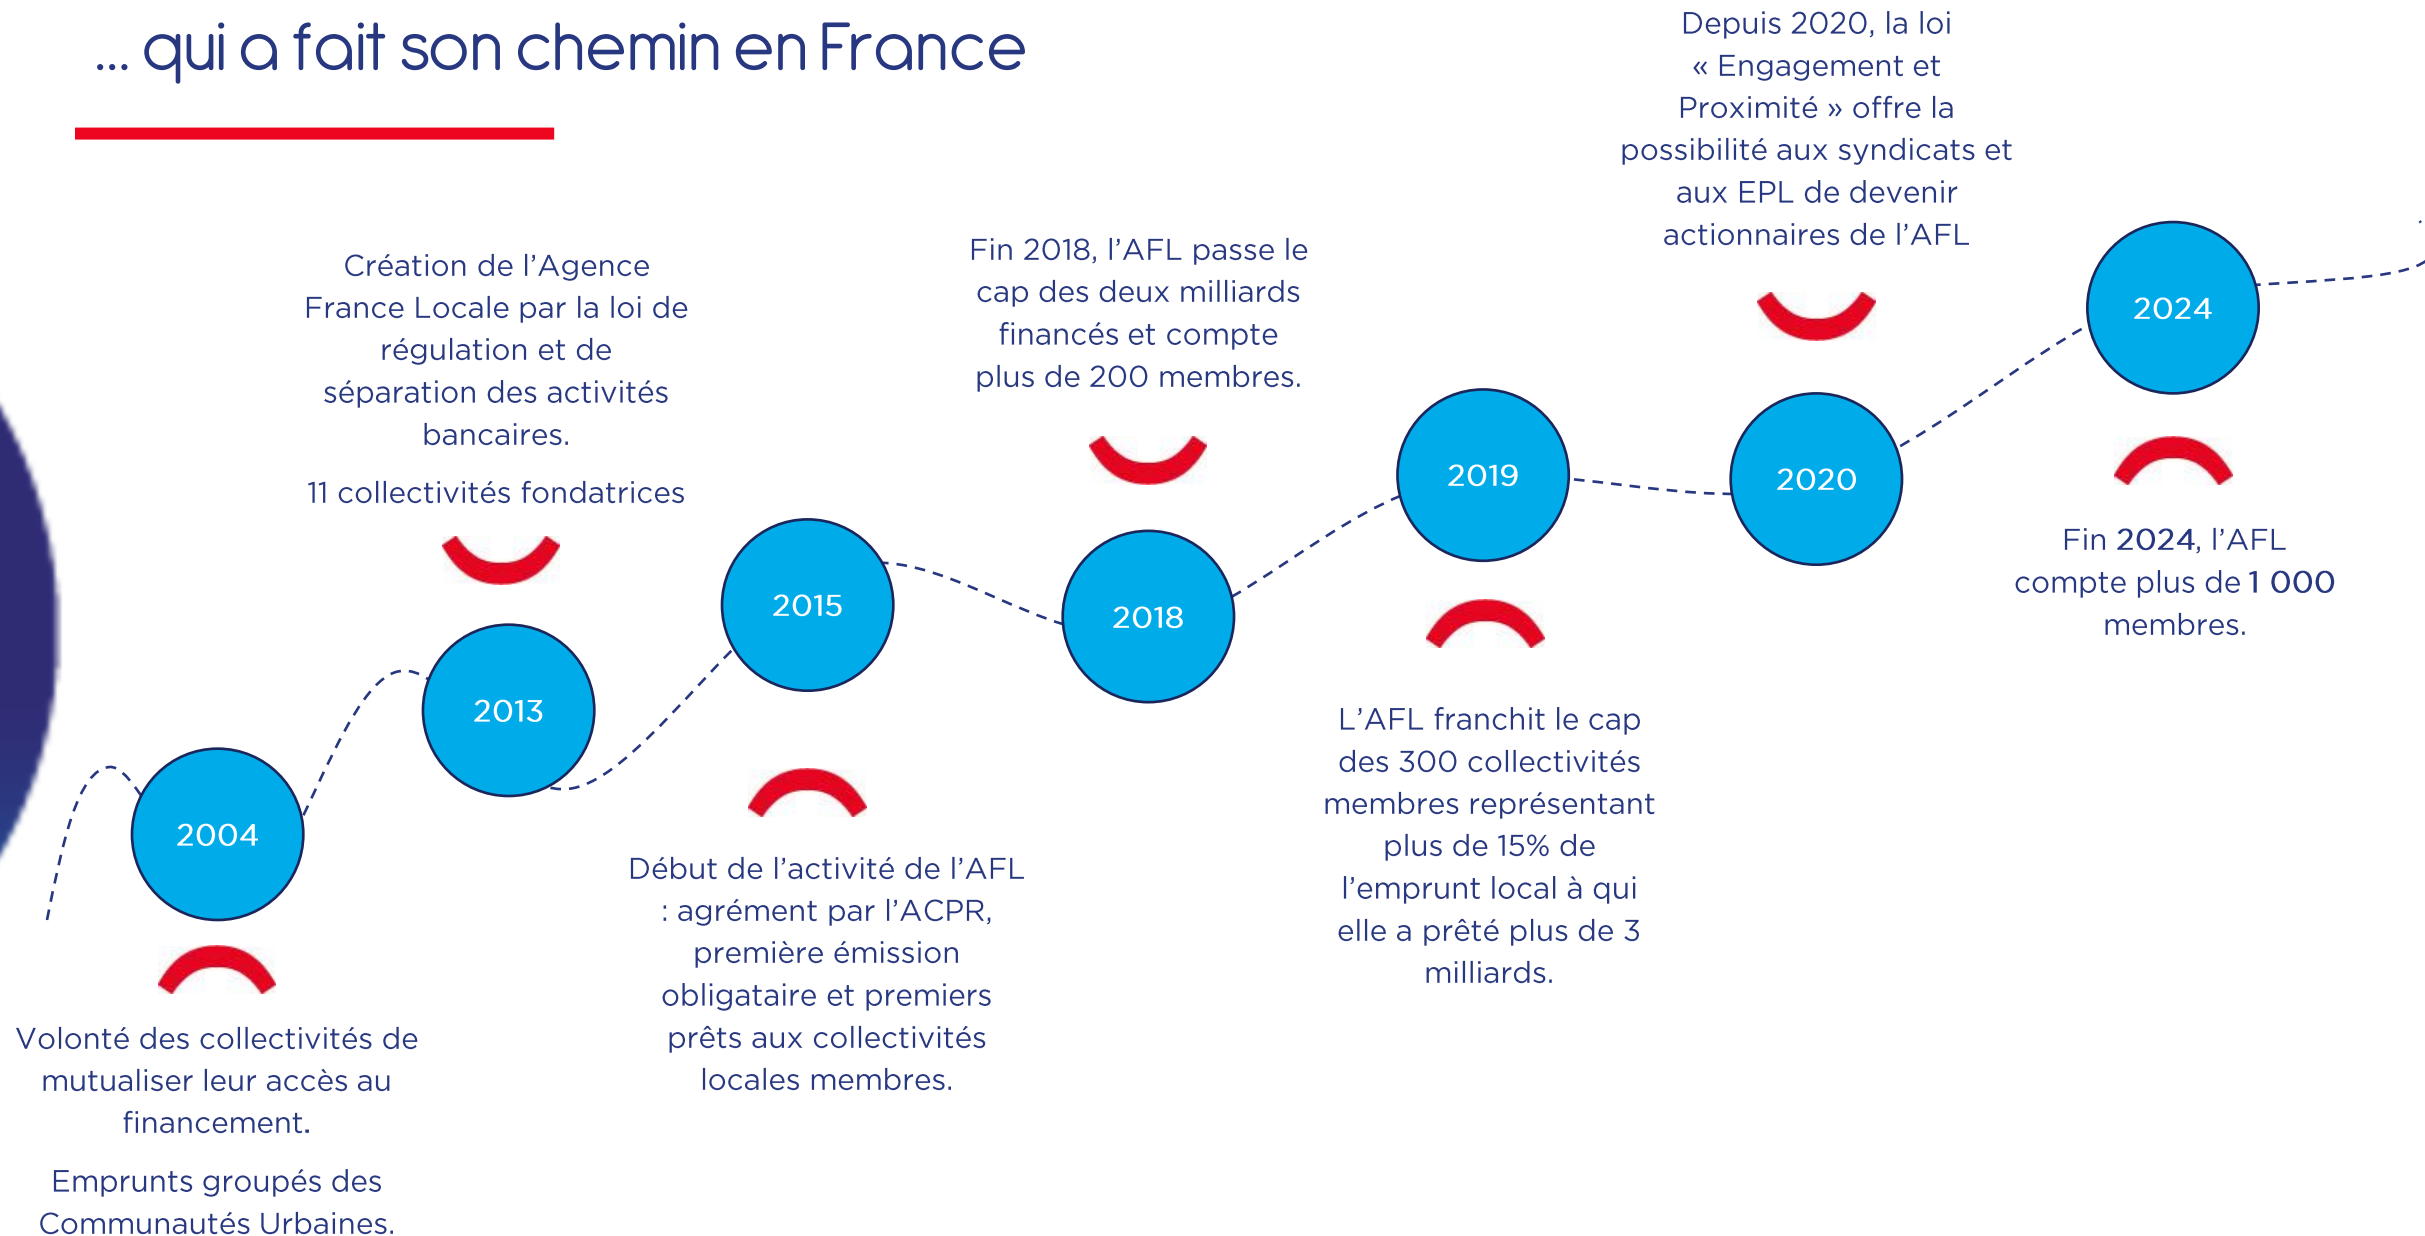 ... qui a fait son chemin en France
2004
Volonté des collectivités de
mutualiser leur accès au
financement.
Emprunts groupés des
Communautés Urbaines.
Création de l’Agence
France Locale par la loi de
régulation et de
séparation des activités
bancaires.
11 collectivités fondatrices
2013
2015
Début de l’activité de l’AFL
: agrément par l’ACPR,
première émission
obligataire et premiers
prêts aux collectivités
locales membres.
Fin 2018, l’AFL passe le
cap des deux milliards
financés et compte
plus de 200 membres.
2018
2019
L’AFL franchit le cap
des 300 collectivités
membres représentant
plus de 15% de
l’emprunt local à qui
elle a prêté plus de 3
milliards.
Depuis 2020, la loi
« Engagement et
Proximité » offre la
possibilité aux syndicats et
aux EPL de devenir
actionnaires de l’AFL
2020
2024
Fin 2024, l’AFL
compte plus de 1 000
membres.